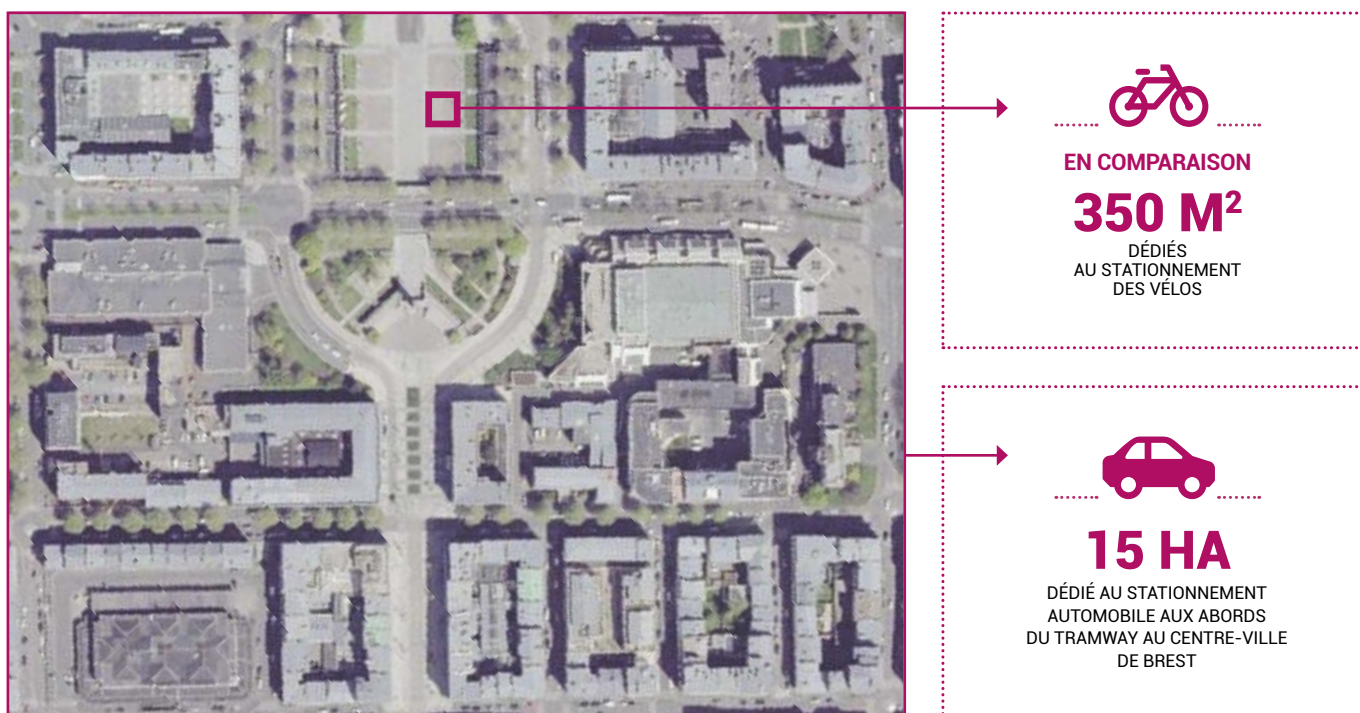 EN COMPARAISON
350 M²
DÉDIÉS
AU STATIONNEMENT
DES VÉLOS
15 HA
DÉDIÉ AU STATIONNEMENT
AUTOMOBILE AUX ABORDS
DU TRAMWAY AU CENTRE-VILLE
DE BREST